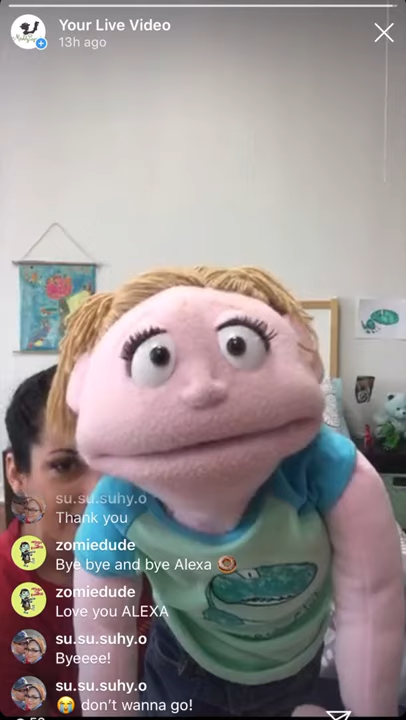 Your Live Video
13h ago
su.su.suhy.o
Thank you
zomiedude
Bye bye and bye Alexa
zomiedude
Love you ALEXA
su.su.suhy.o
Byeeee!
su.su.suhy.o
😭 don't wanna go!